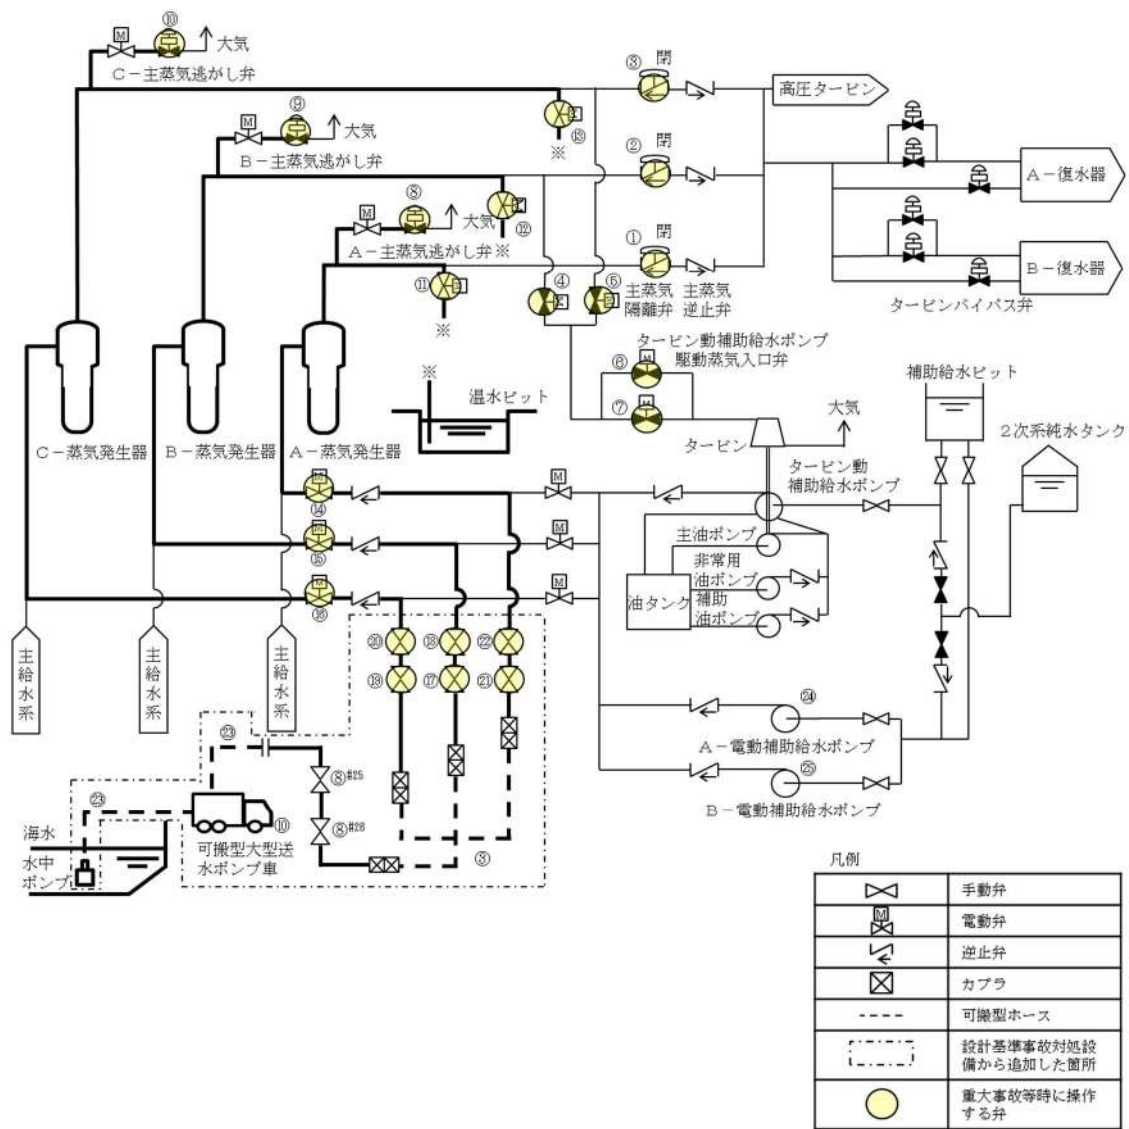 ⑩
M
大気
C－主蒸気逃がし弁
③ 閉
高圧タービン
⑬
※
⑨
M
大気
B－主蒸気逃がし弁
② 閉
A－復水器
⑧
M
大気
⑫
A－主蒸気逃がし弁
※
① 閉
B－復水器
⑪
※
④
⑤
主蒸気
隔離弁
主蒸気
逆止弁
タービンバイパス弁
タービン動補助給水ポンプ
駆動蒸気入口弁
⑥
M
⑦
M
※
温水ピット
タービン
大気
補助給水ピット
2次系純水タンク
C－蒸気発生器
B－蒸気発生器
A－蒸気発生器
タービン動
補助給水ポンプ
M
⑭
M
M
⑮
M
M
⑯
M
主油ポンプ
非常用
油ポンプ
補助
油ポンプ
油タンク
主給水系
主給水系
主給水系
⑳
⑱
㉒
⑲
⑰
㉑
㉔
A－電動補助給水ポンプ
㉕
B－電動補助給水ポンプ
㉓
⑧#25
㉓
⑩
⑧#26
③
海水
水中
ポンプ
可搬型大型送
水ポンプ車
凡例
手動弁
M
電動弁
逆止弁
カプラ
可搬型ホース
設計基準事故対処設
備から追加した箇所
重大事故等時に操作
する弁